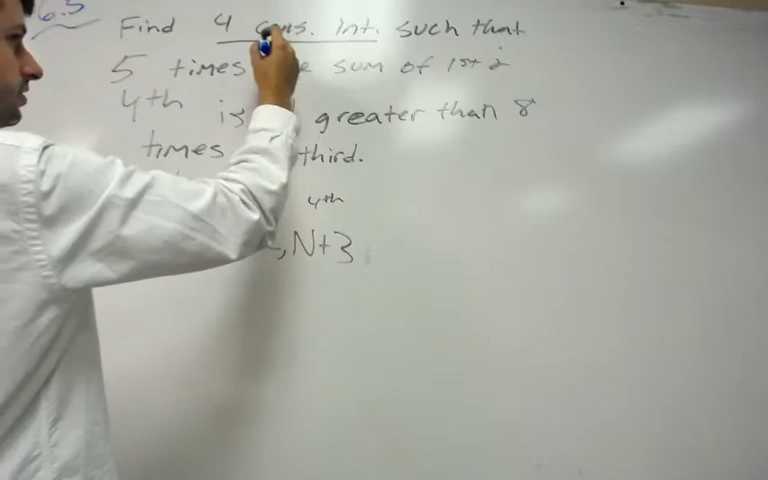 6.5
Find 4 cons. Int. such that
5 times sum of 1st &
4th is greater than 8
times third.
4th
, N+3